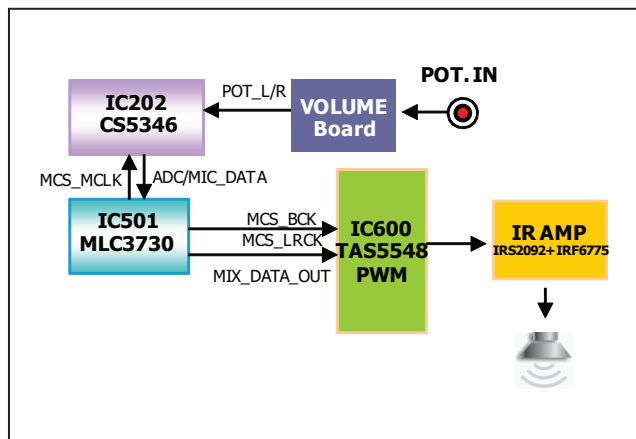 POT.IN
POT_L/R
VOLUME
Board
IC202
CS5346
MCS_MCLK
ADC/MIC_DATA
IC501
MLC3730
MCS_BCK
MCS_LRCK
MIX_DATA_OUT
IC600
TAS5548
PWM
IR AMP
IRS2092+IRF6775